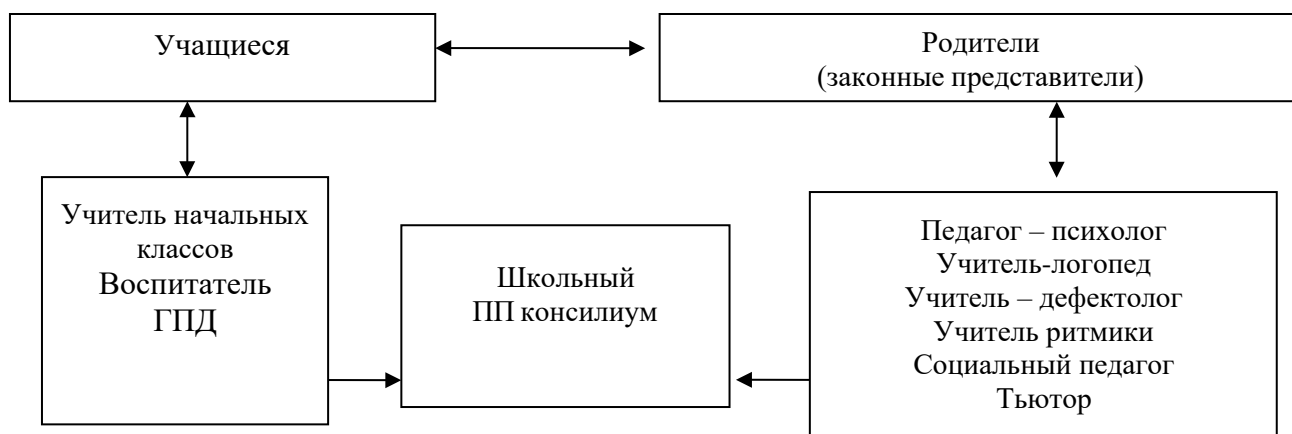 Учащиеся
Родители
(законные представители)
Учитель начальных
классов
Воспитатель
ГПД
Школьный
ПП консилиум
Педагог – психолог
Учитель-логопед
Учитель – дефектолог
Учитель ритмики
Социальный педагог
Тьютор